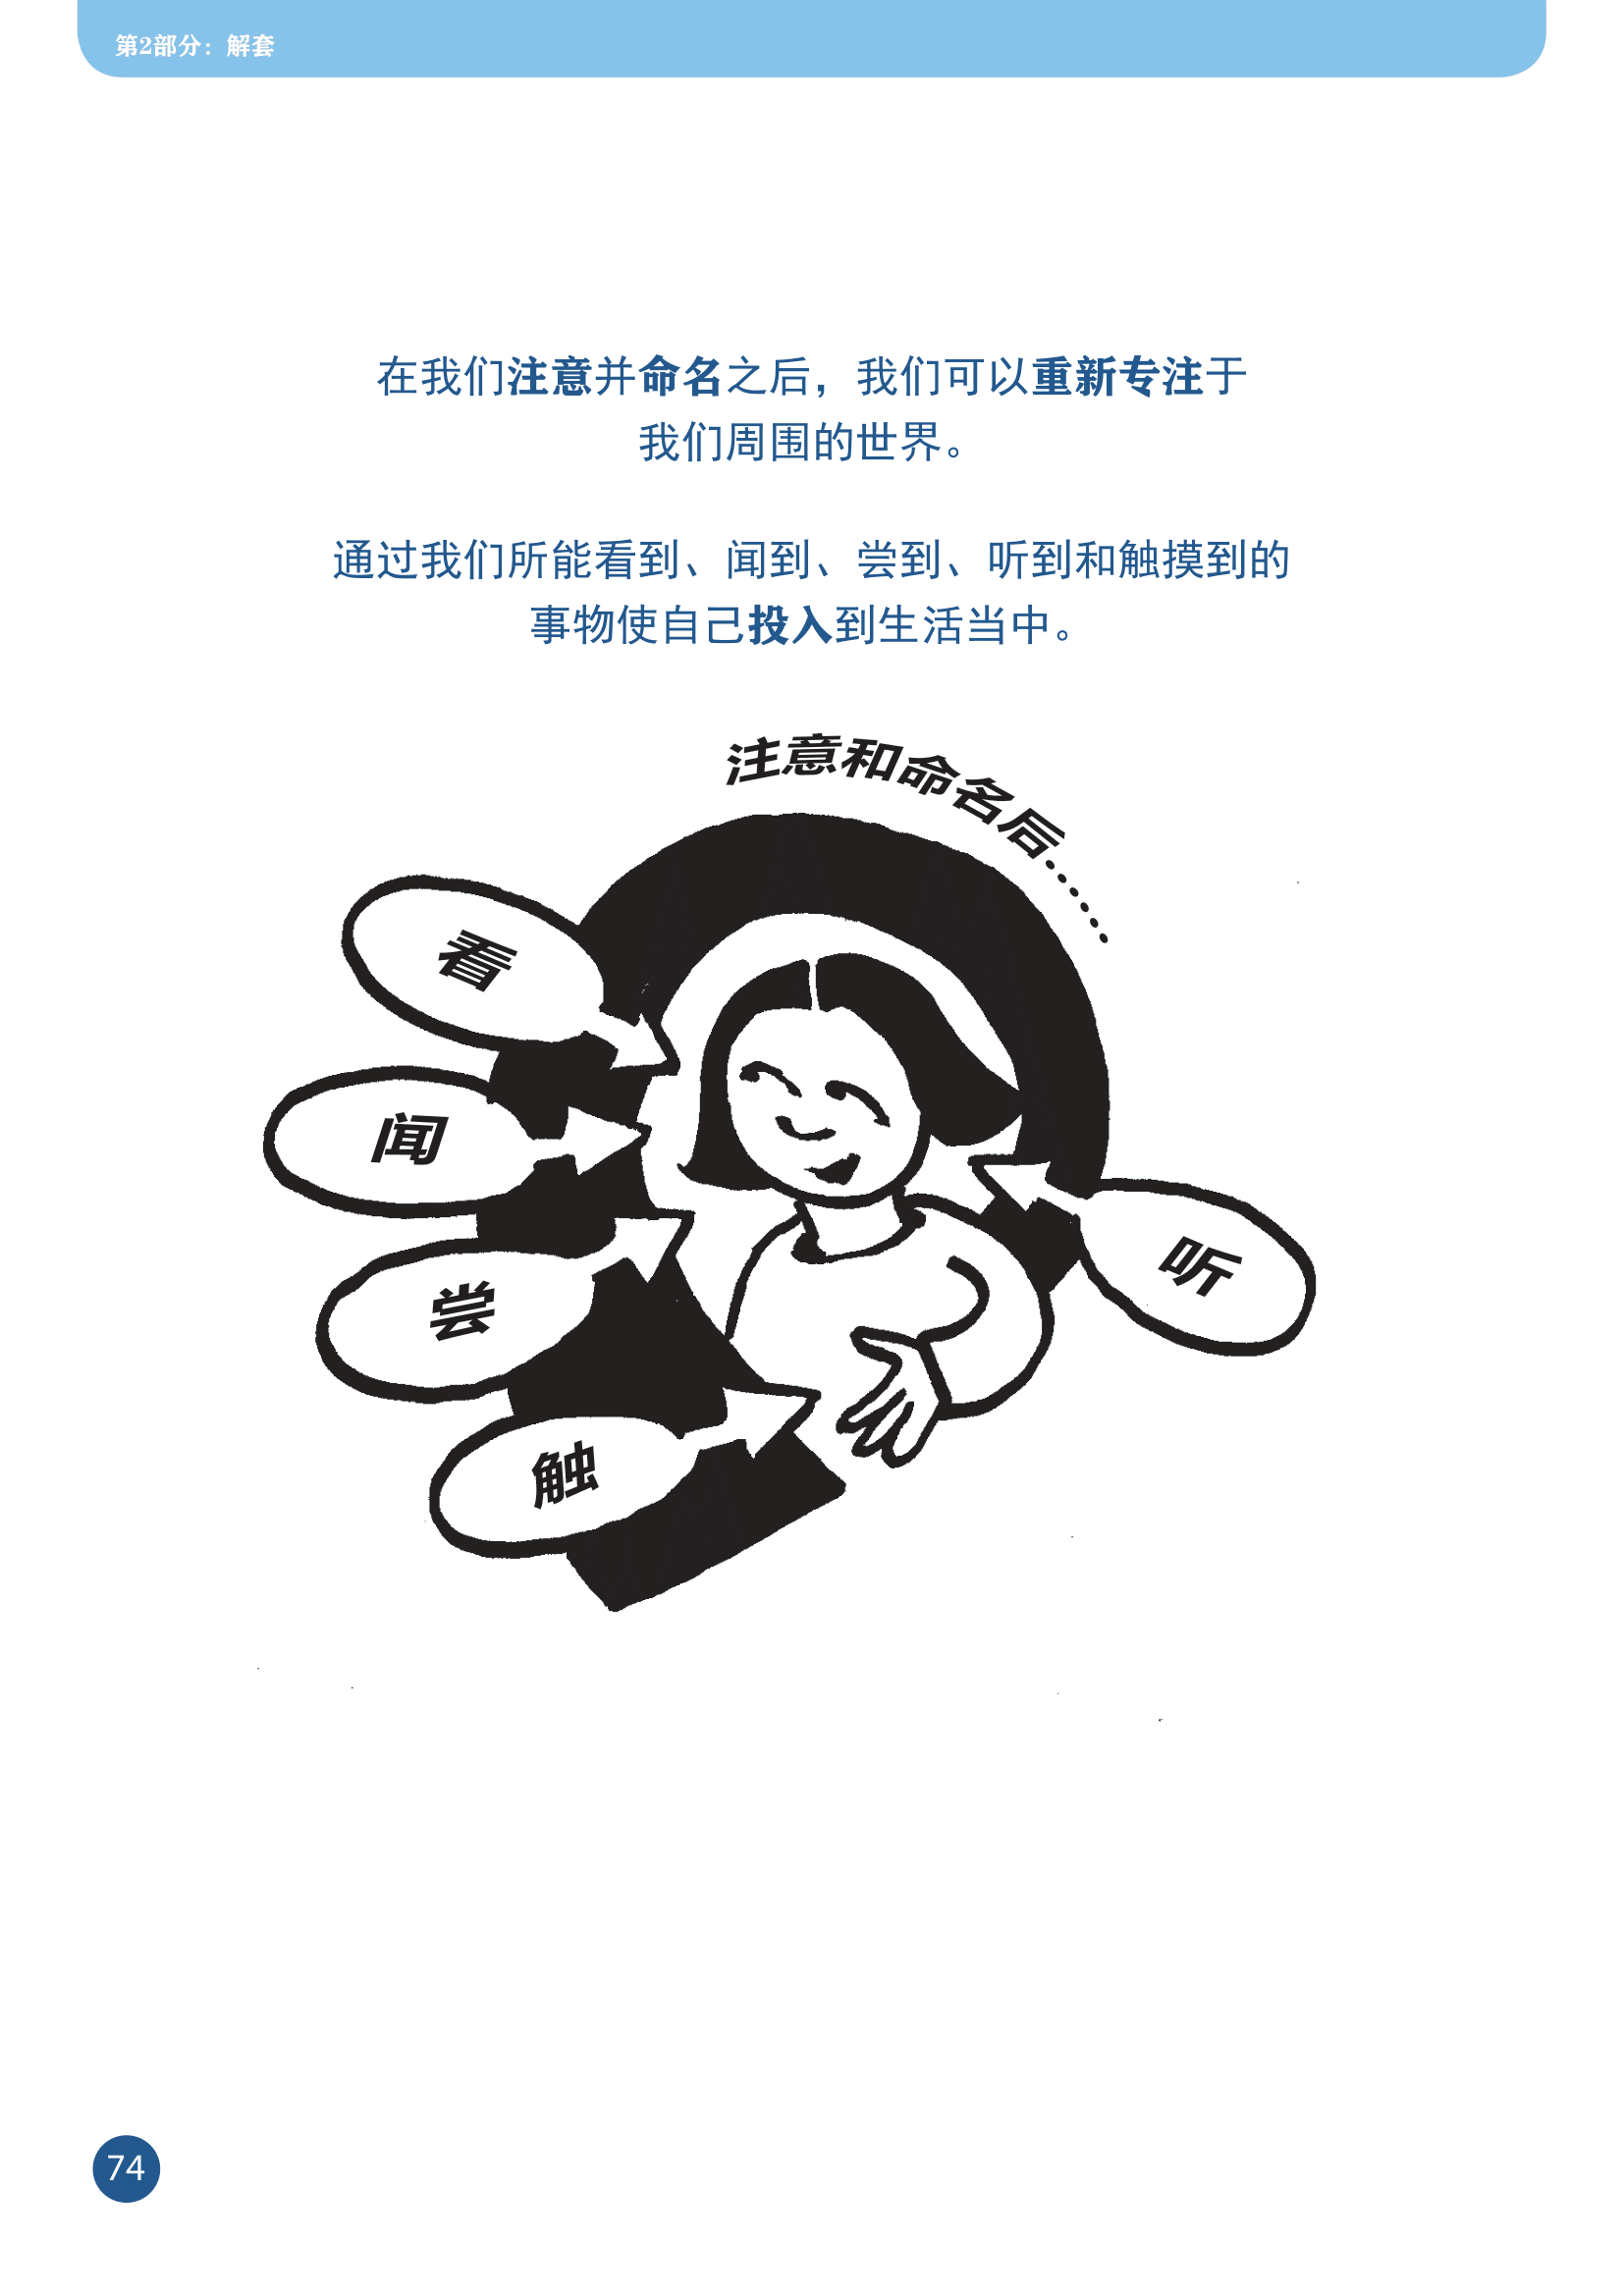 第2部分：解套
在我们注意并命名之后，我们可以重新专注于
我们周围的世界。
通过我们所能看到、闻到、尝到、听到和触摸到的
事物使自己投入到生活当中。
注意和命名后......
看
闻
尝
触
听
74